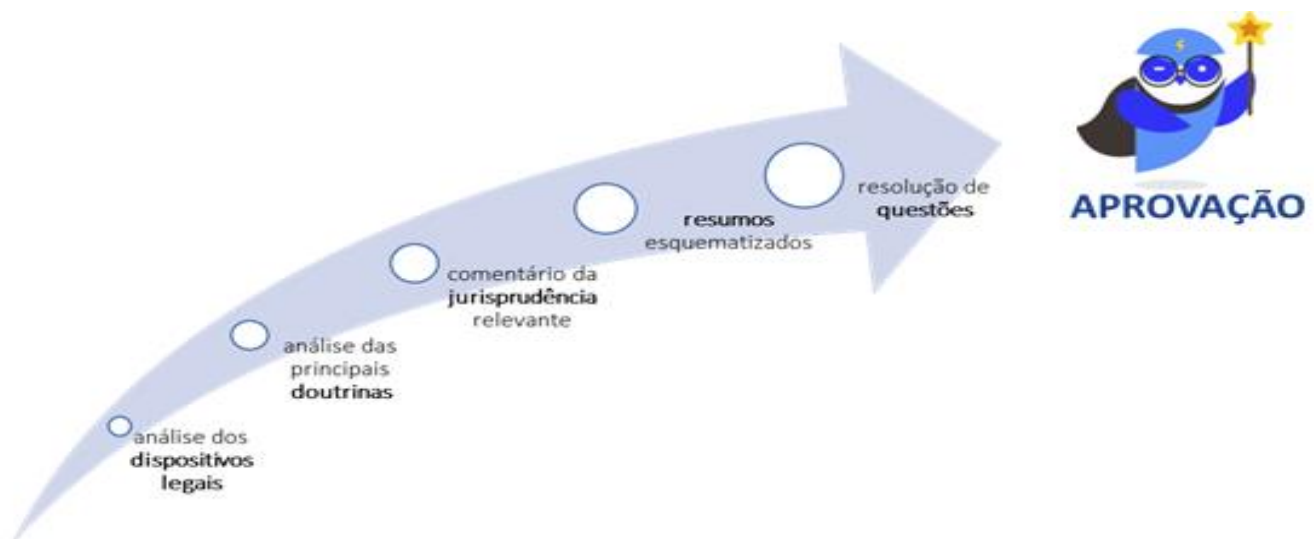 análise dos
dispositivos
legais
análise das
principais
doutrinas
comentário da
jurisprudência
relevante
resumos
esquematizados
resolução de
questões
APROVAÇÃO